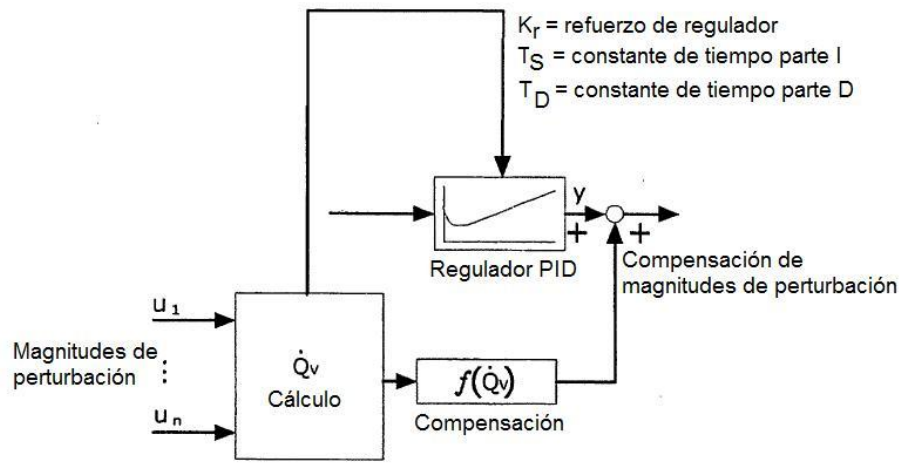 Kr = refuerzo de regulador
TS = constante de tiempo parte I
TD = constante de tiempo parte D
y
+
+
Regulador PID
Compensación de
magnitudes de perturbación
u1
Magnitudes de
perturbación
⋮
un
Q̇v
Cálculo
f(Q̇v)
Compensación